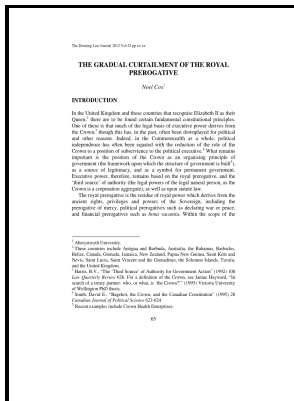 The Denning Law Journal 2012 Vol 25 pp xx-xx
THE GRADUAL CURTAILMENT OF THE ROYAL
PREROGATIVE
Noel Cox*
INTRODUCTION
In the United Kingdom and those countries that recognise Elizabeth II as their
Queen,¹ there are to be found certain fundamental constitutional principles.
One of these is that much of the legal basis of executive power derives from
the Crown,² though this has, in the past, often been downplayed for political
and other reasons. Indeed, in the Commonwealth as a whole, political
independence has often been equated with the reduction of the role of the
Crown to a position of subservience to the political executive.³ What remains
important is the position of the Crown as an organising principle of
government (the framework upon which the structure of government is built⁴),
as a source of legitimacy, and as a symbol for permanent government.
Executive power, therefore, remains based on the royal prerogative, and the
'third source' of authority (the legal powers of the legal natural person, as the
Crown is a corporation aggregate), as well as upon statute law.
The royal prerogative is the residue of royal power which derives from the
ancient rights, privileges and powers of the Sovereign, including the
prerogative of mercy, political prerogatives such as declaring war or peace,
and financial prerogatives such as bona vacantia. Within the scope of the
Aberystwyth University.
These countries include Antigua and Barbuda, Australia, the Bahamas, Barbados,
Belize, Canada, Grenada, Jamaica, New Zealand, Papua New Guinea, Saint Kitts and
Nevis, Saint Lucia, Saint Vincent and the Grenadines, the Solomon Islands, Tuvalu,
and the United Kingdom.
Harris, B.V., "The 'Third Source' of Authority for Government Action" (1992) 108
Law Quarterly Review 626. For a definition of the Crown, see Janine Hayward, "In
search of a treaty partner: who, or what, is 'the Crown'?" (1995) Victoria University
of Wellington PhD thesis.
Smith, David E., "Bagehot, the Crown, and the Canadian Constitution" (1995) 28
Canadian Journal of Political Science 623-624.
Recent examples include Crown Health Enterprises.
65